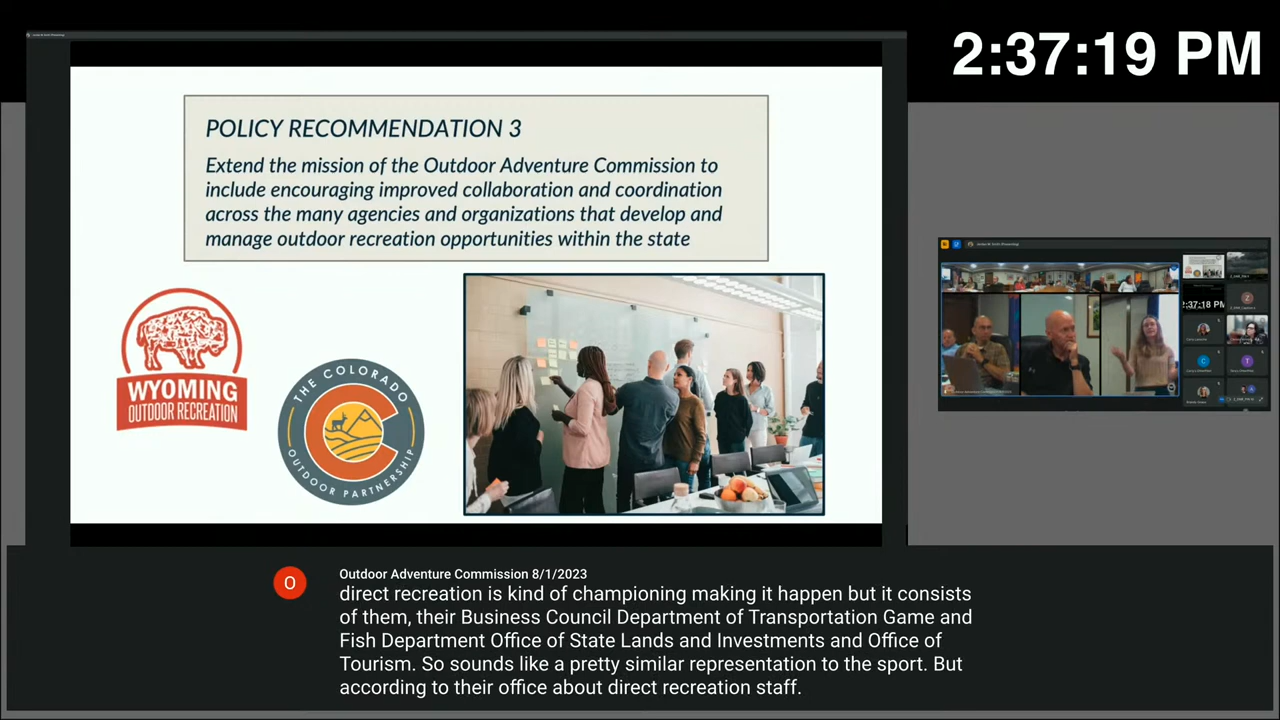 2:37:19 PM
POLICY RECOMMENDATION 3
Extend the mission of the Outdoor Adventure Commission to
include encouraging improved collaboration and coordination
across the many agencies and organizations that develop and
manage outdoor recreation opportunities within the state
WYOMING
OUTDOOR RECREATION
THE COLORADO
OUTDOOR PARTNERSHIP
C
2:37:18 PM
O
Outdoor Adventure Commission 8/1/2023
direct recreation is kind of championing making it happen but it consists
of them, their Business Council Department of Transportation Game and
Fish Department Office of State Lands and Investments and Office of
Tourism. So sounds like a pretty similar representation to the sport. But
according to their office about direct recreation staff.